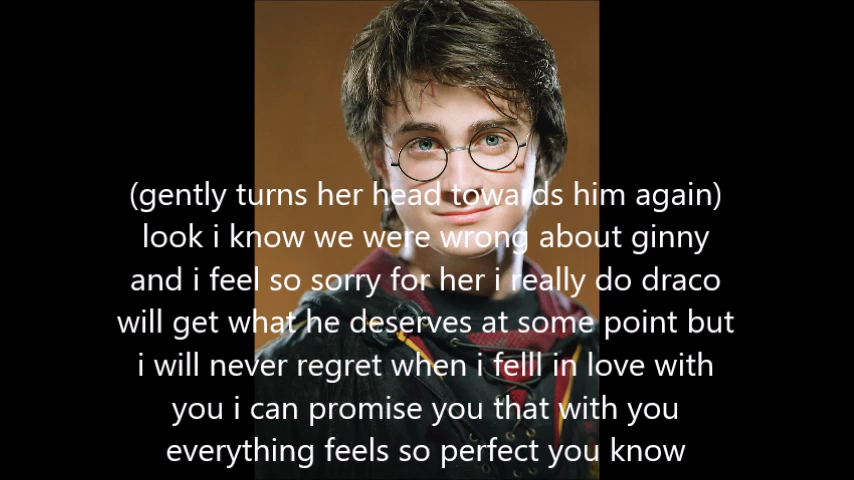 (gently turns her head towards him again)
look i know we were wrong about ginny
and i feel so sorry for her i really do draco
will get what he deserves at some point but
i will never regret when i felll in love with
you i can promise you that with you
everything feels so perfect you know